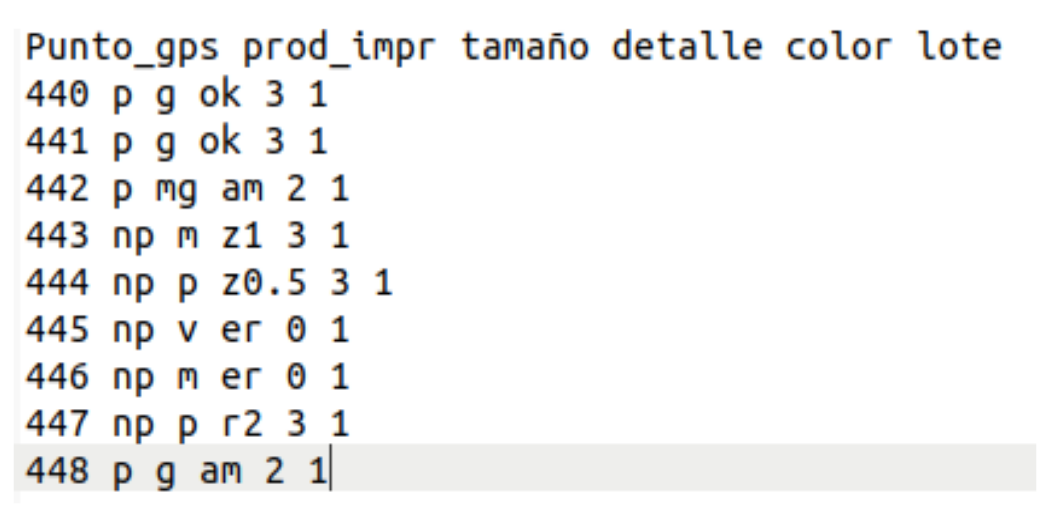 Punto_gps prod_impr tamaño detalle color lote
440 p g ok 3 1
441 p g ok 3 1
442 p mg am 2 1
443 np m z1 3 1
444 np p z0.5 3 1
445 np v er 0 1
446 np m er 0 1
447 np p r2 3 1
448 p g am 2 1